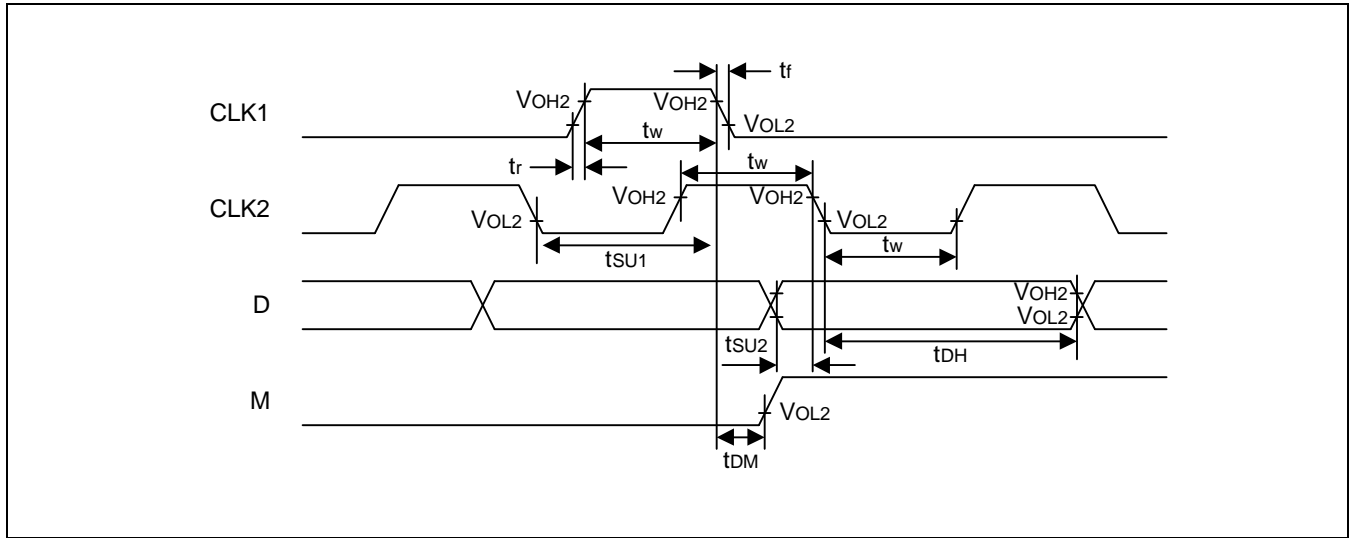 tf
CLK1
VOH2
VOH2
VOL2
tw
tr
tw
CLK2
VOH2
VOH2
VOL2
VOL2
tw
tSU1
D
VOH2
VOL2
tSU2
tDH
M
VOL2
tDM